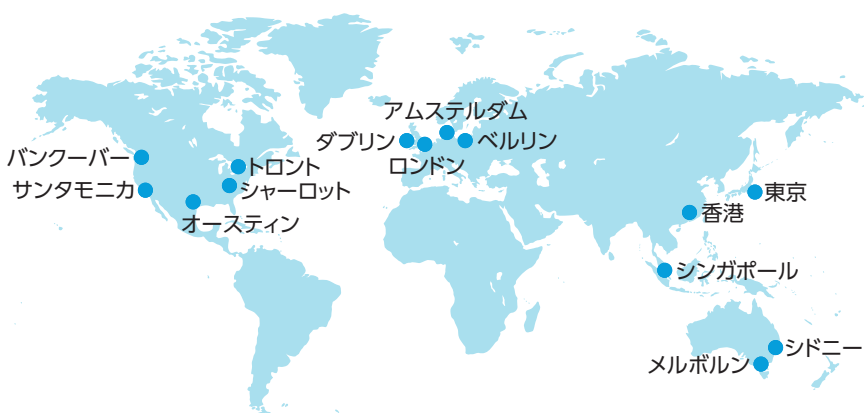 アムステルダム
ダブリン
ベルリン
ロンドン
バンクーバー
トロント
サンタモニカ
シャーロット
オースティン
東京
香港
シンガポール
シドニー
メルボルン